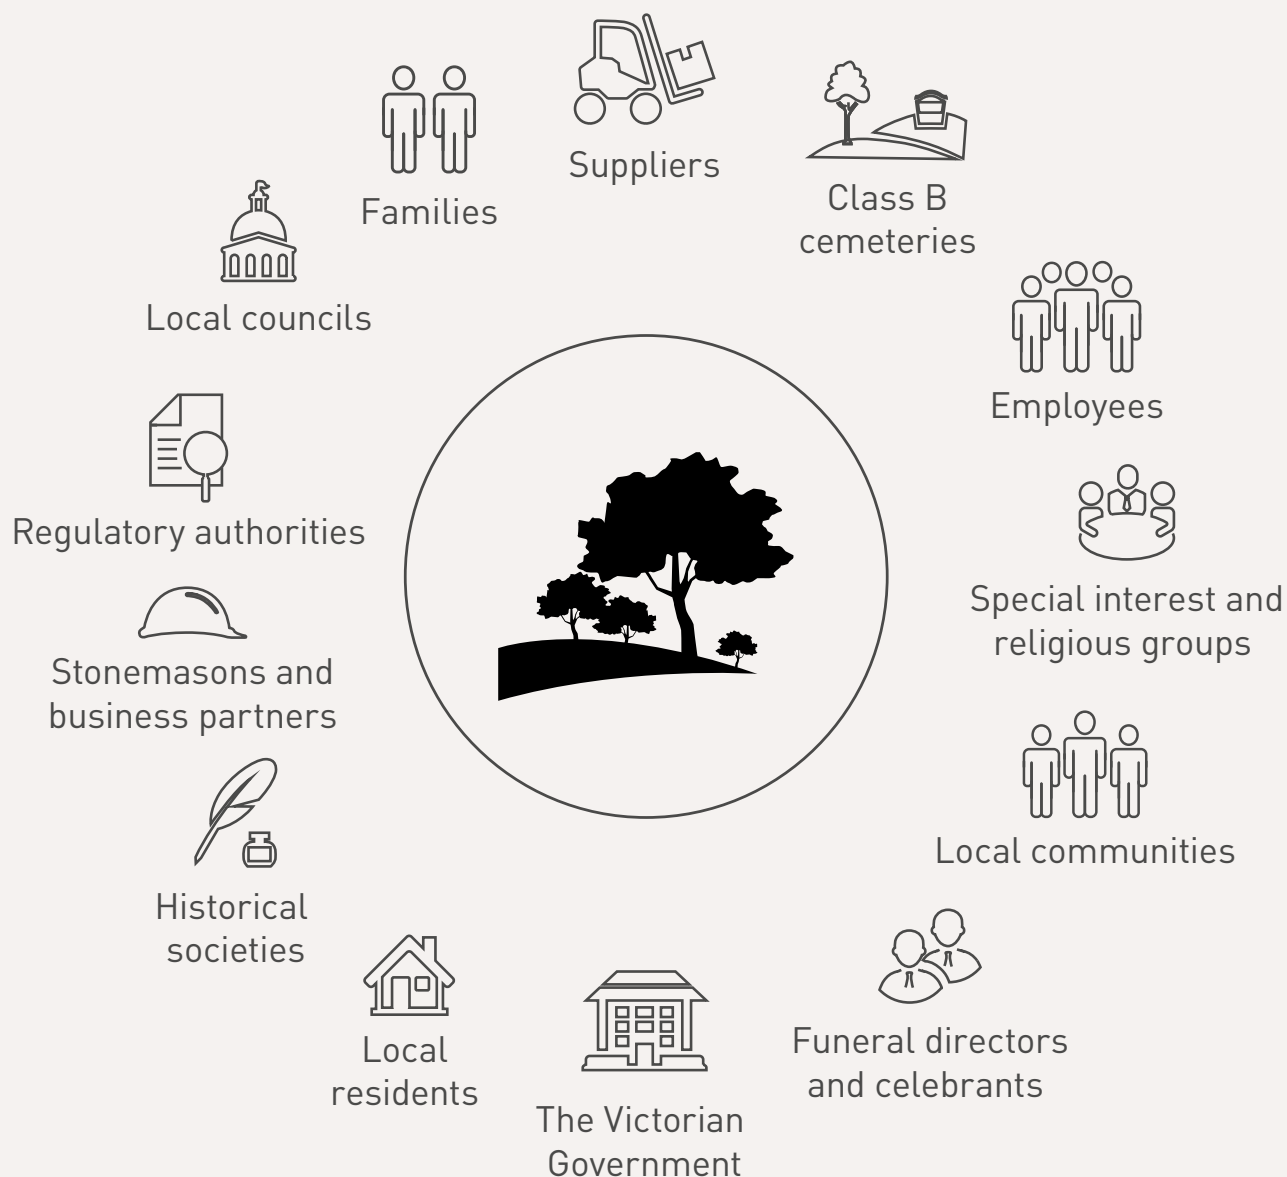 Suppliers
Class B
cemeteries
Employees
Special interest and
religious groups
Local communities
Funeral directors
and celebrants
The Victorian
Government
Local
residents
Historical
societies
Stonemasons and
business partners
Regulatory authorities
Local councils
Families